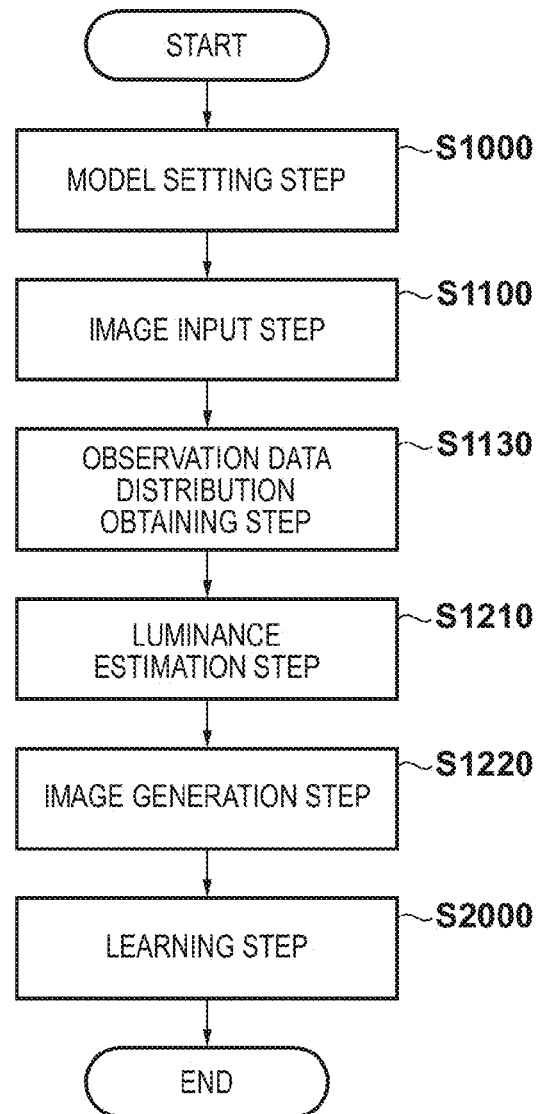 START
MODEL SETTING STEP
S1000
IMAGE INPUT STEP
S1100
OBSERVATION DATA
DISTRIBUTION
OBTAINING STEP
S1130
LUMINANCE
ESTIMATION STEP
S1210
IMAGE GENERATION STEP
S1220
LEARNING STEP
S2000
END